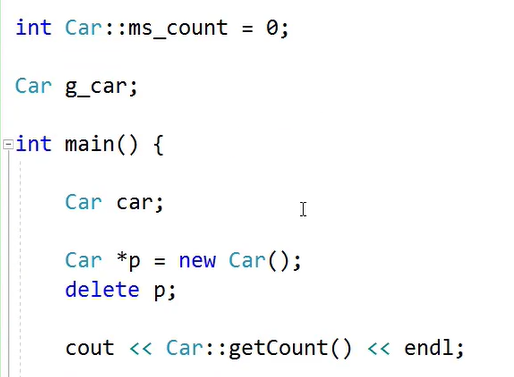 int Car::ms_count = 0;
Car g_car;
int main() {
Car car;
Car *p = new Car();
delete p;
cout << Car::getCount() << endl;